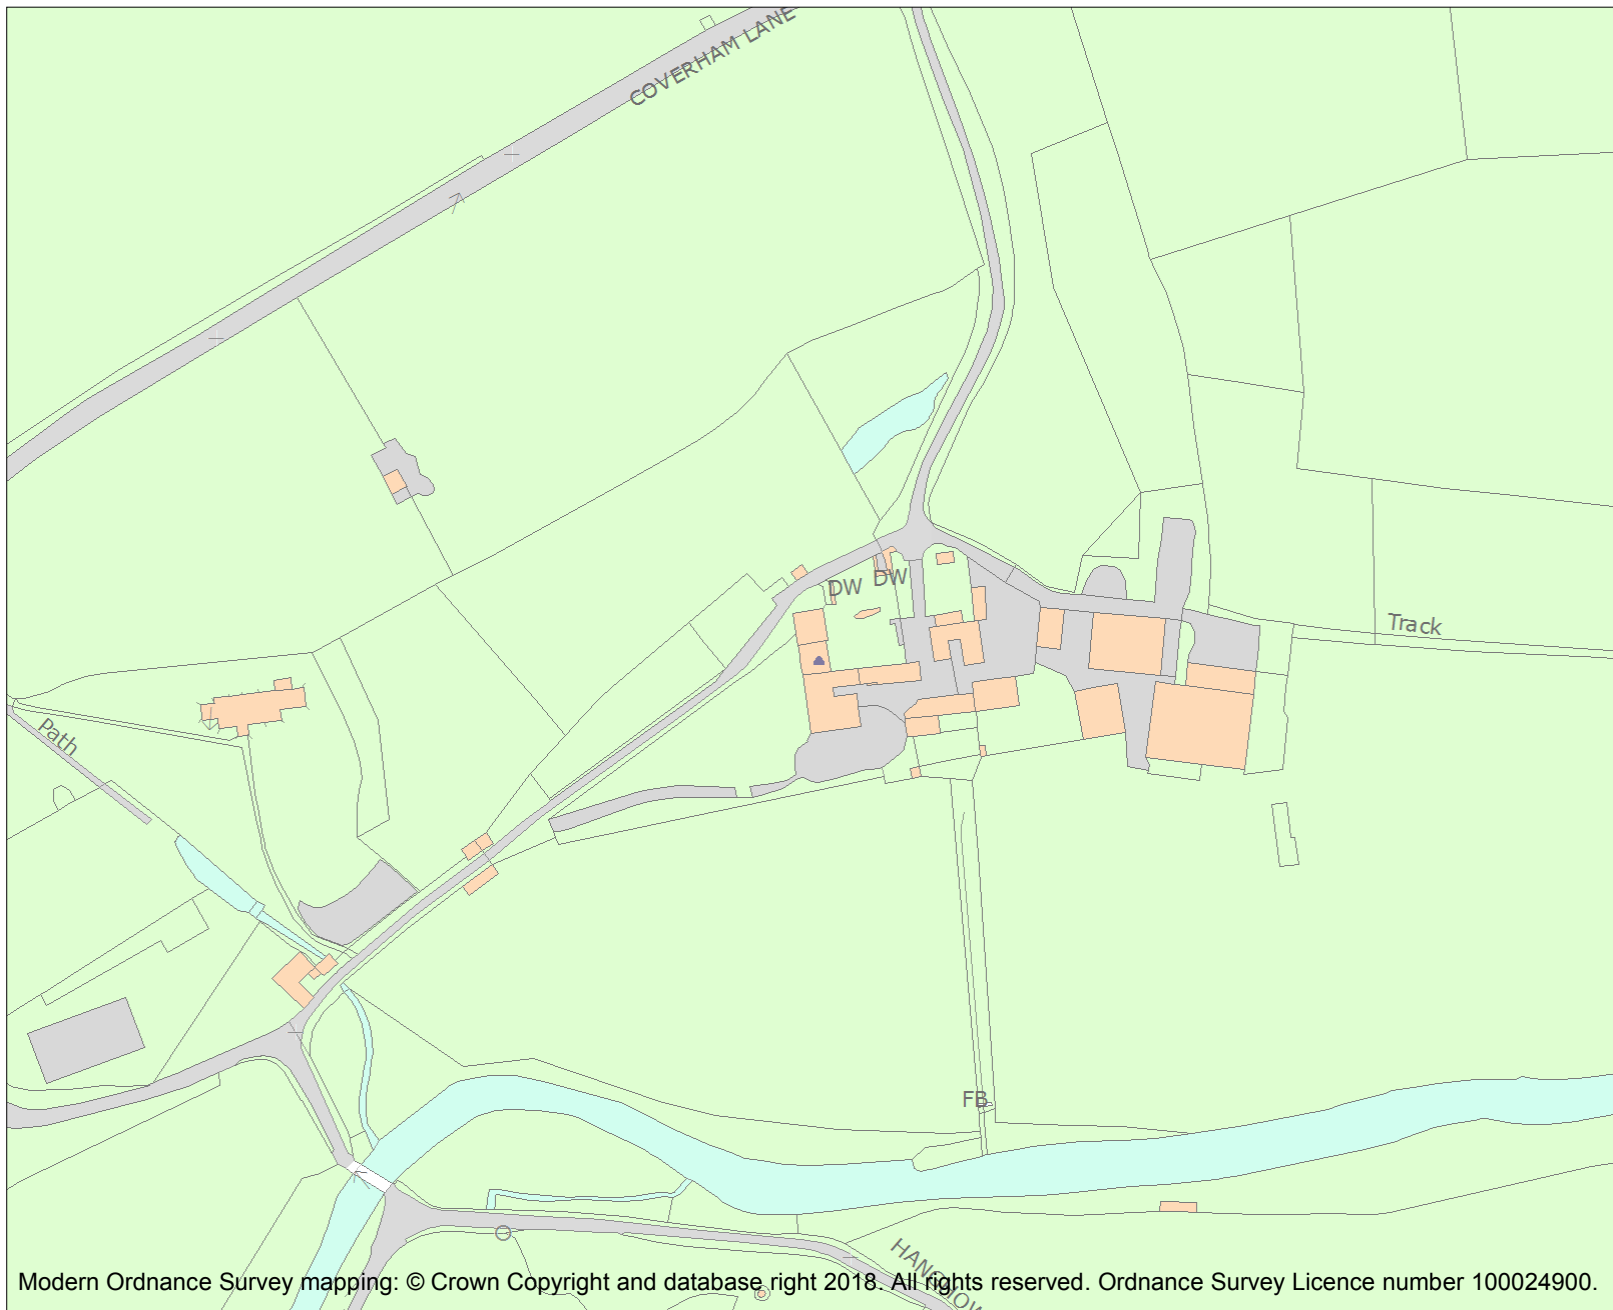 COVERHAM LANE
DW
DW
Track
Path
FB
Modern Ordnance Survey mapping: © Crown Copyright and database right 2018. All rights reserved. Ordnance Survey Licence number 100024900.